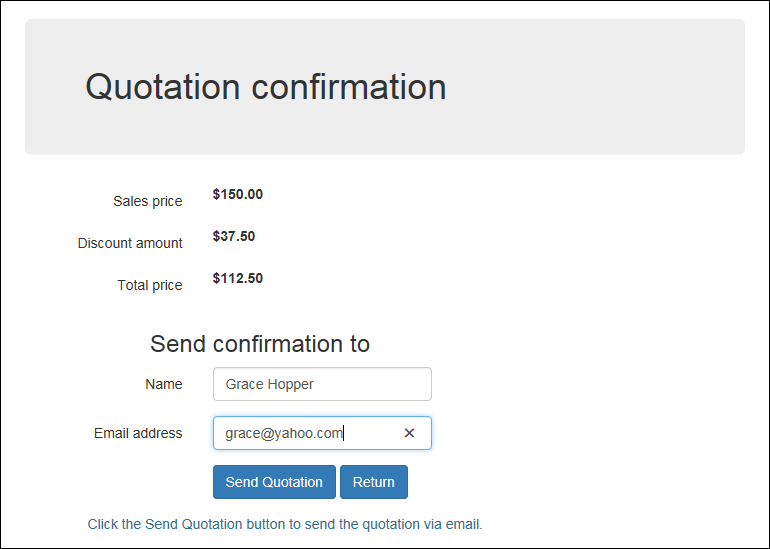 Quotation confirmation
Sales price $150.00
Discount amount $37.50
Total price $112.50
Send confirmation to
Name Grace Hopper
Email address grace@yahoo.com ✕
Send Quotation Return
Click the Send Quotation button to send the quotation via email.